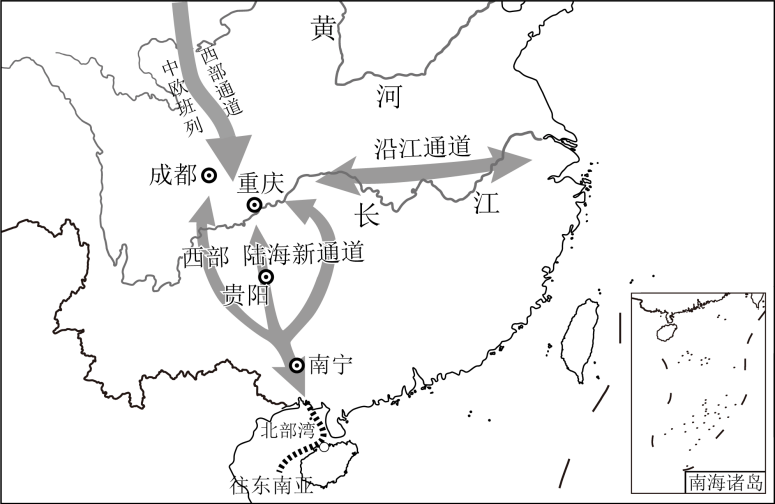 黄
河
西部通道
中欧班列
沿江通道
成都
重庆
长
江
西部 陆海新通道
贵阳
南宁
北部湾
往东南亚
南海诸岛